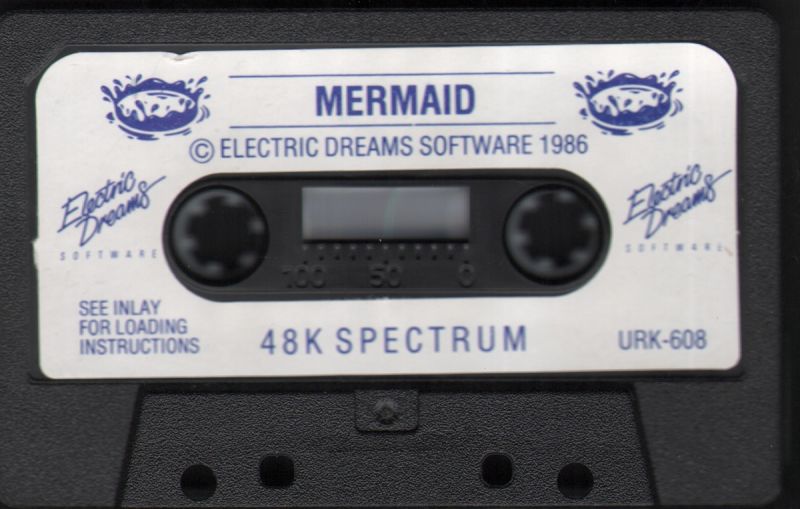 MERMAID
© ELECTRIC DREAMS SOFTWARE 1986
Electric
Dreams
SOFTWARE
Electric
Dreams
SOFTWARE
100 50 0
SEE INLAY
FOR LOADING
INSTRUCTIONS
48K SPECTRUM
URK-608